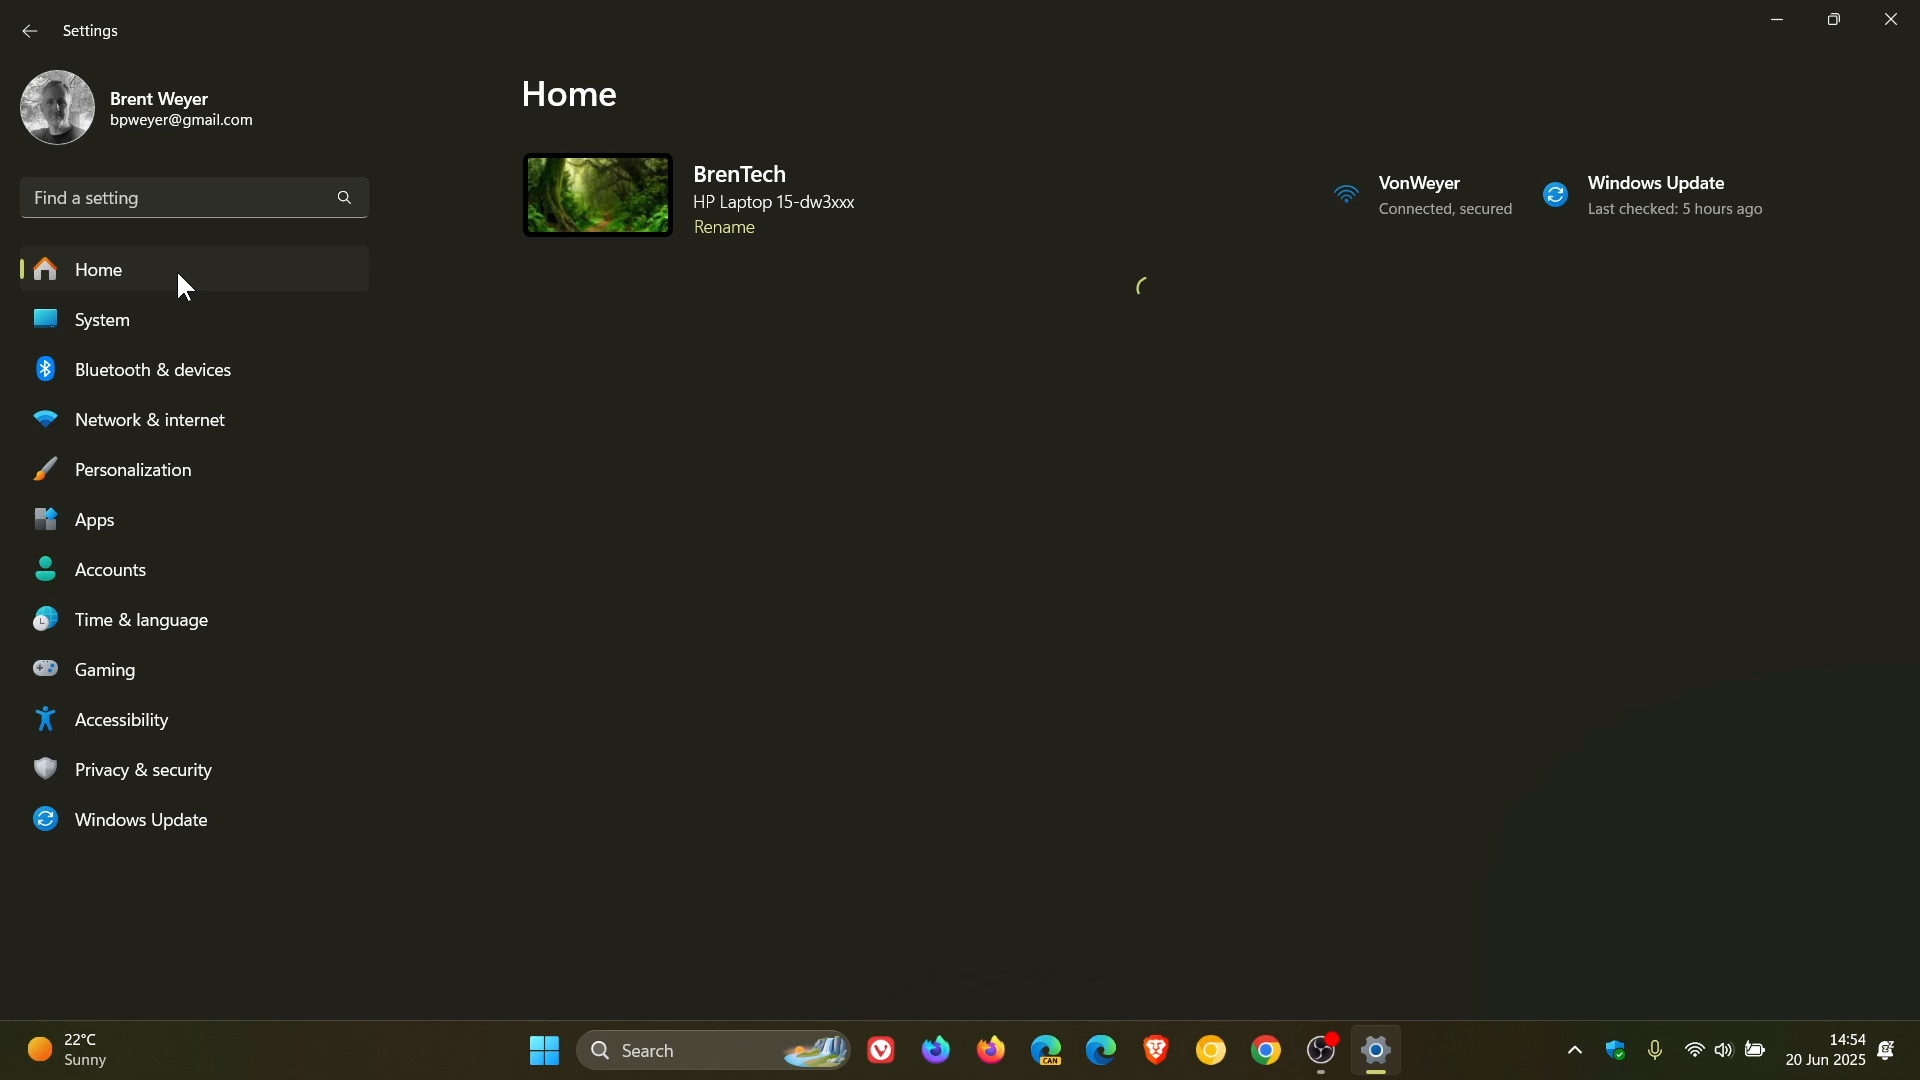 Settings
Brent Weyer
bpweyer@gmail.com
Find a setting
Home
System
Bluetooth & devices
Network & internet
Personalization
Apps
Accounts
Time & language
Gaming
Accessibility
Privacy & security
Windows Update
Home
BrenTech
HP Laptop 15-dw3xxx
Rename
VonWeyer
Connected, secured
Windows Update
Last checked: 5 hours ago
22°C
Sunny
Search
CAN
14:54
20 Jun 2025